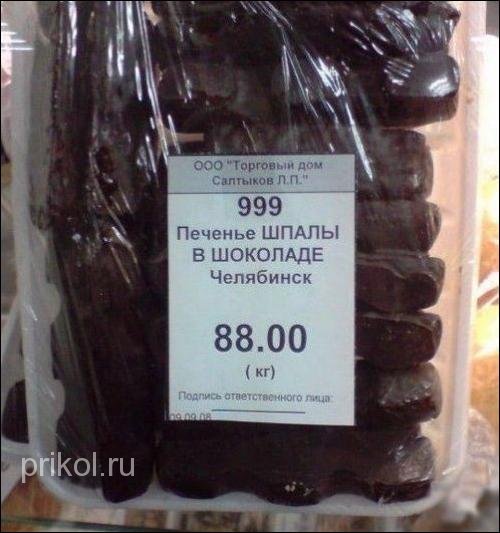 ООО "Торговый дом
Салтыков Л.П."
999
Печенье ШПАЛЫ
В ШОКОЛАДЕ
Челябинск
88.00
( кг)
Подпись ответственного лица:
09.09.08
prikol.ru